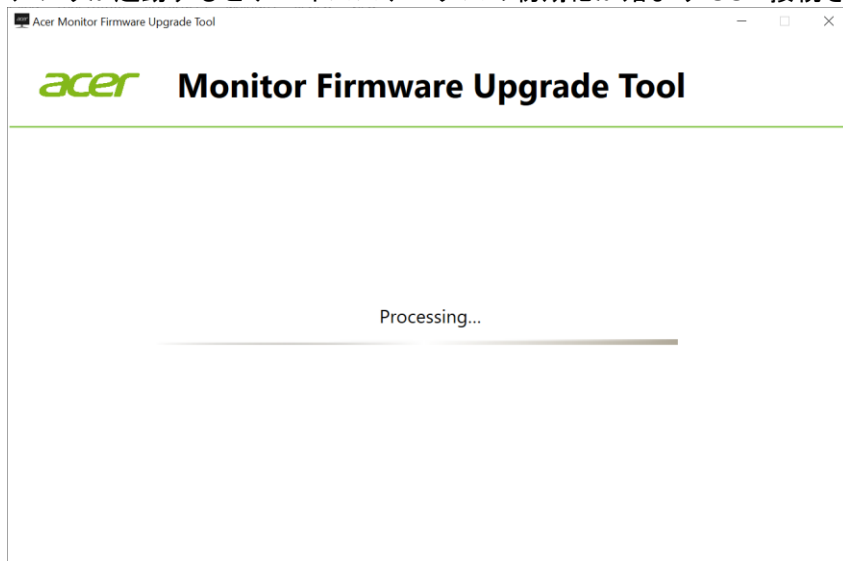 Acer Monitor Firmware Upgrade Tool
acer Monitor Firmware Upgrade Tool
Processing...